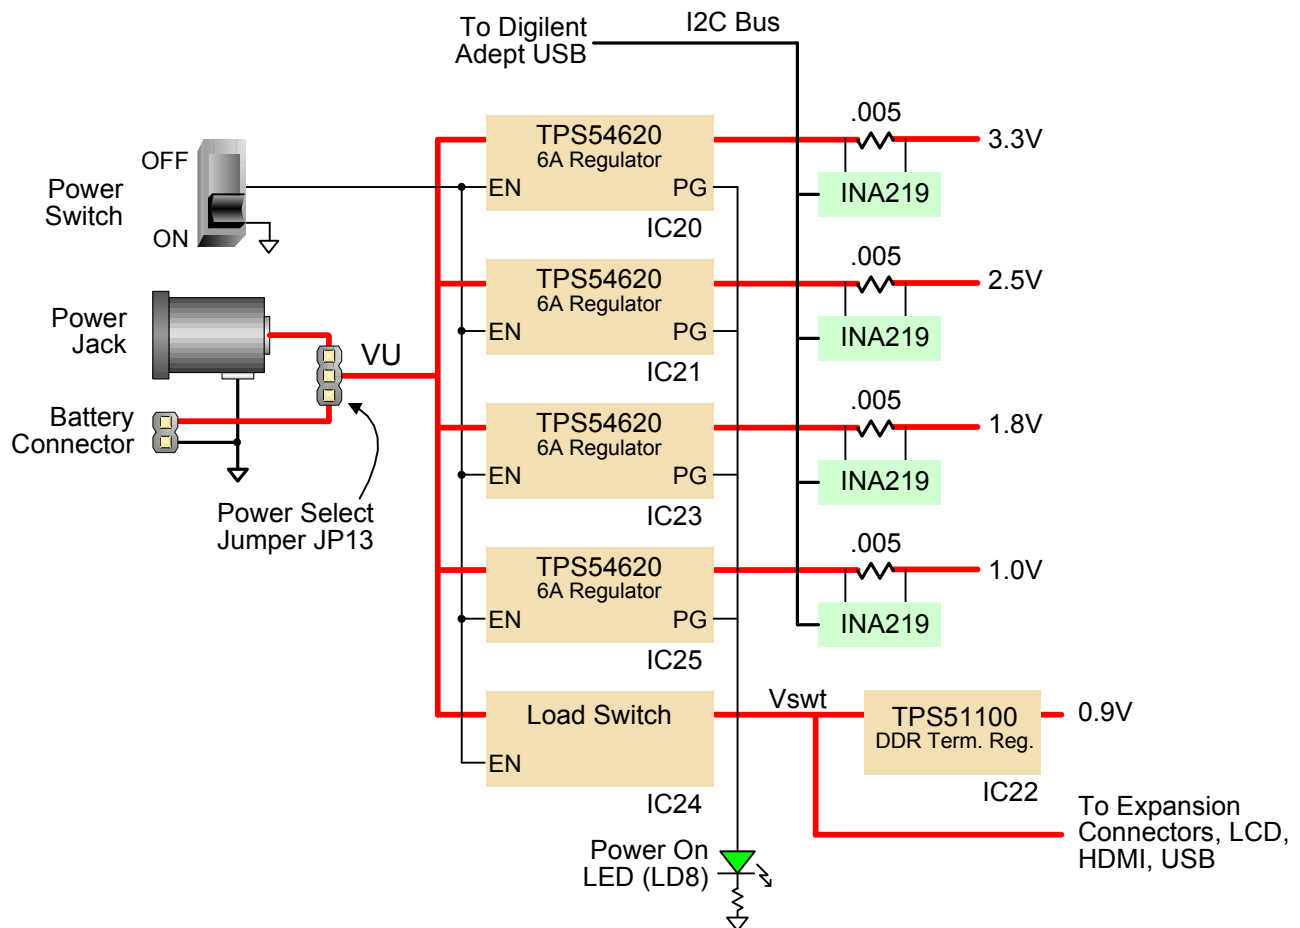 To Digilent
Adept USB
I2C Bus
OFF
Power
Switch
ON
TPS54620
6A Regulator
EN
PG
IC20
.005
3.3V
INA219
Power
Jack
VU
TPS54620
6A Regulator
EN
PG
IC21
.005
2.5V
INA219
Battery
Connector
Power Select
Jumper JP13
TPS54620
6A Regulator
EN
PG
IC23
.005
1.8V
INA219
TPS54620
6A Regulator
EN
PG
IC25
.005
1.0V
INA219
Load Switch
EN
IC24
Vswt
TPS51100
DDR Term. Reg.
IC22
0.9V
To Expansion
Connectors, LCD,
HDMI, USB
Power On
LED (LD8)